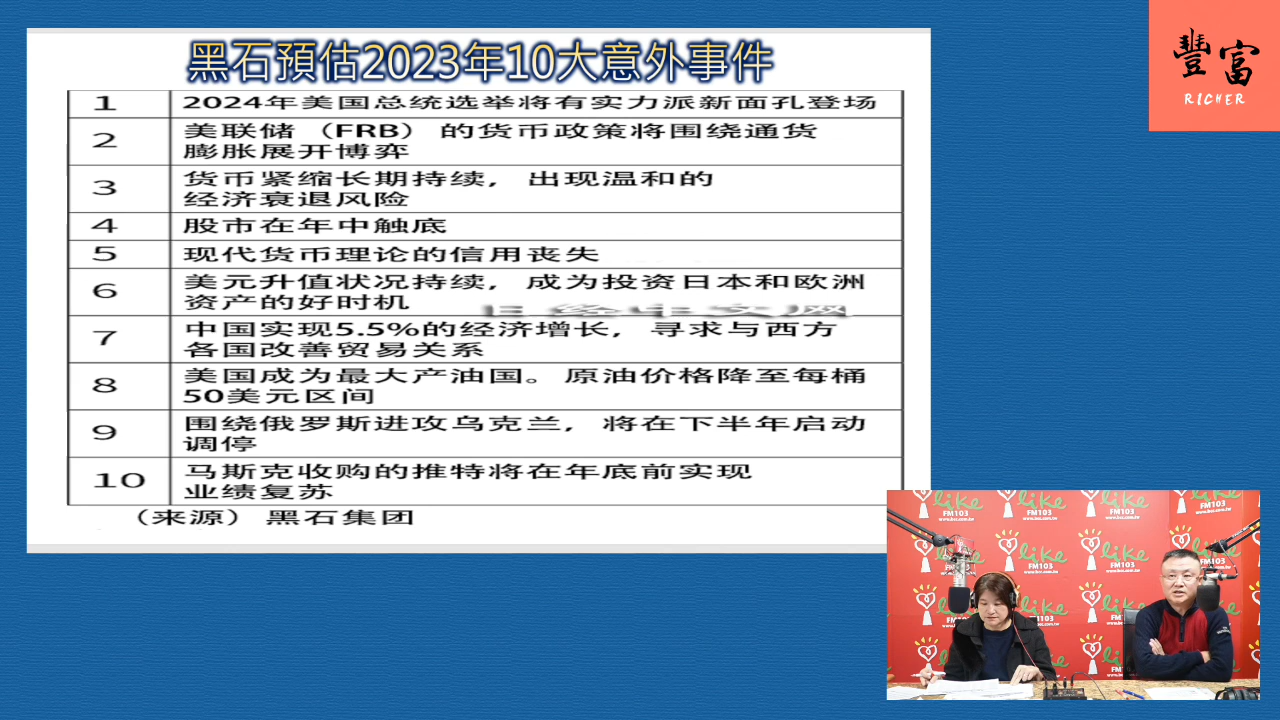 黑石預估2023年10大意外事件
豐富
RICHER
1 2024年美国总统选举将有实力派新面孔登场
2 美联储（FRB）的货币政策将围绕通货
膨胀展开博弈
3 货币紧缩长期持续，出现温和的
经济衰退风险
4 股市在年中触底
5 现代货币理论的信用丧失
6 美元升值状况持续，成为投资日本和欧洲
资产的好时机
日经中文网
7 中国实现5.5%的经济增长，寻求与西方
各国改善贸易关系
8 美国成为最大产油国。原油价格降至每桶
50美元区间
9 围绕俄罗斯进攻乌克兰，将在下半年启动
调停
10 马斯克收购的推特将在年底前实现
业绩复苏
（来源）黑石集团
like
FM103